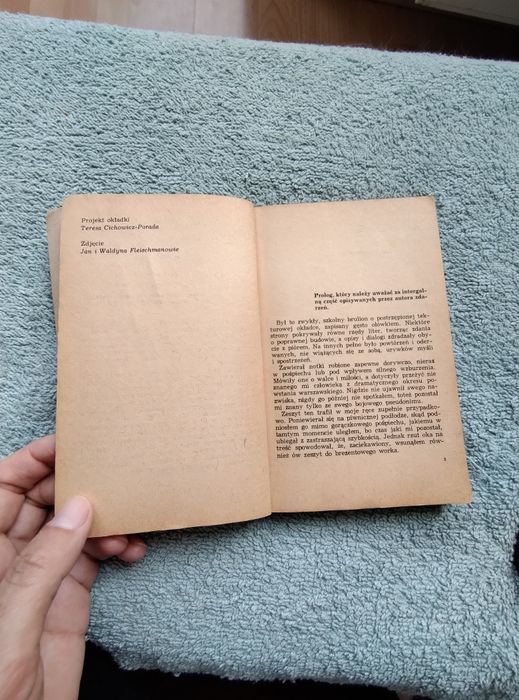 Projekt okładki
Teresa Cichowicz-Porada
Zdjęcie
Jan i Waldyna Fleischmanowie
Prolog, który należy uważać za intergal-
ną część opisywanych przez autora zda-
rzeń.
Był to zwykły, szkolny brulion o postrzępionej tek-
turowej okładce, zapisany gęsto ołówkiem. Niektóre
strony pokrywały równe rzędy liter, tworząc zdania
o poprawnej budowie, a opisy i dialogi zdradzały oby-
cie z piórem. Na innych pełno było powtórzeń i oder-
wanych, nie wiążących się ze sobą, urywków myśli
i spostrzeżeń.
Zawierał notki robione zapewne dorywczo, nieraz
w pośpiechu lub pod wpływem silnego wzburzenia.
Mówiły one o walce i miłości, a dotyczyły przeżyć nie
znanego mi człowieka z dramatycznego okresu po-
wstania warszawskiego. Nigdzie nie ujawnił swego na-
zwiska, nigdy go później nie spotkałem, toteż pozostał
mi znany tylko ze swego bojowego pseudonimu.
Zeszyt ten trafił w moje ręce zupełnie przypadko-
wo. Poniewierał się na piwnicznej podłodze, skąd pod-
niosłem go mimo gorączkowego pośpiechu, jakiemu w
tamtym momencie uległem, bo czas jaki mi pozostał,
ubiegał z zastraszającą szybkością. Jednak rzut oka na
treść spowodował, że, zaciekawiony, wsunąłem rów-
nież ów zeszyt do brezentowego worka.